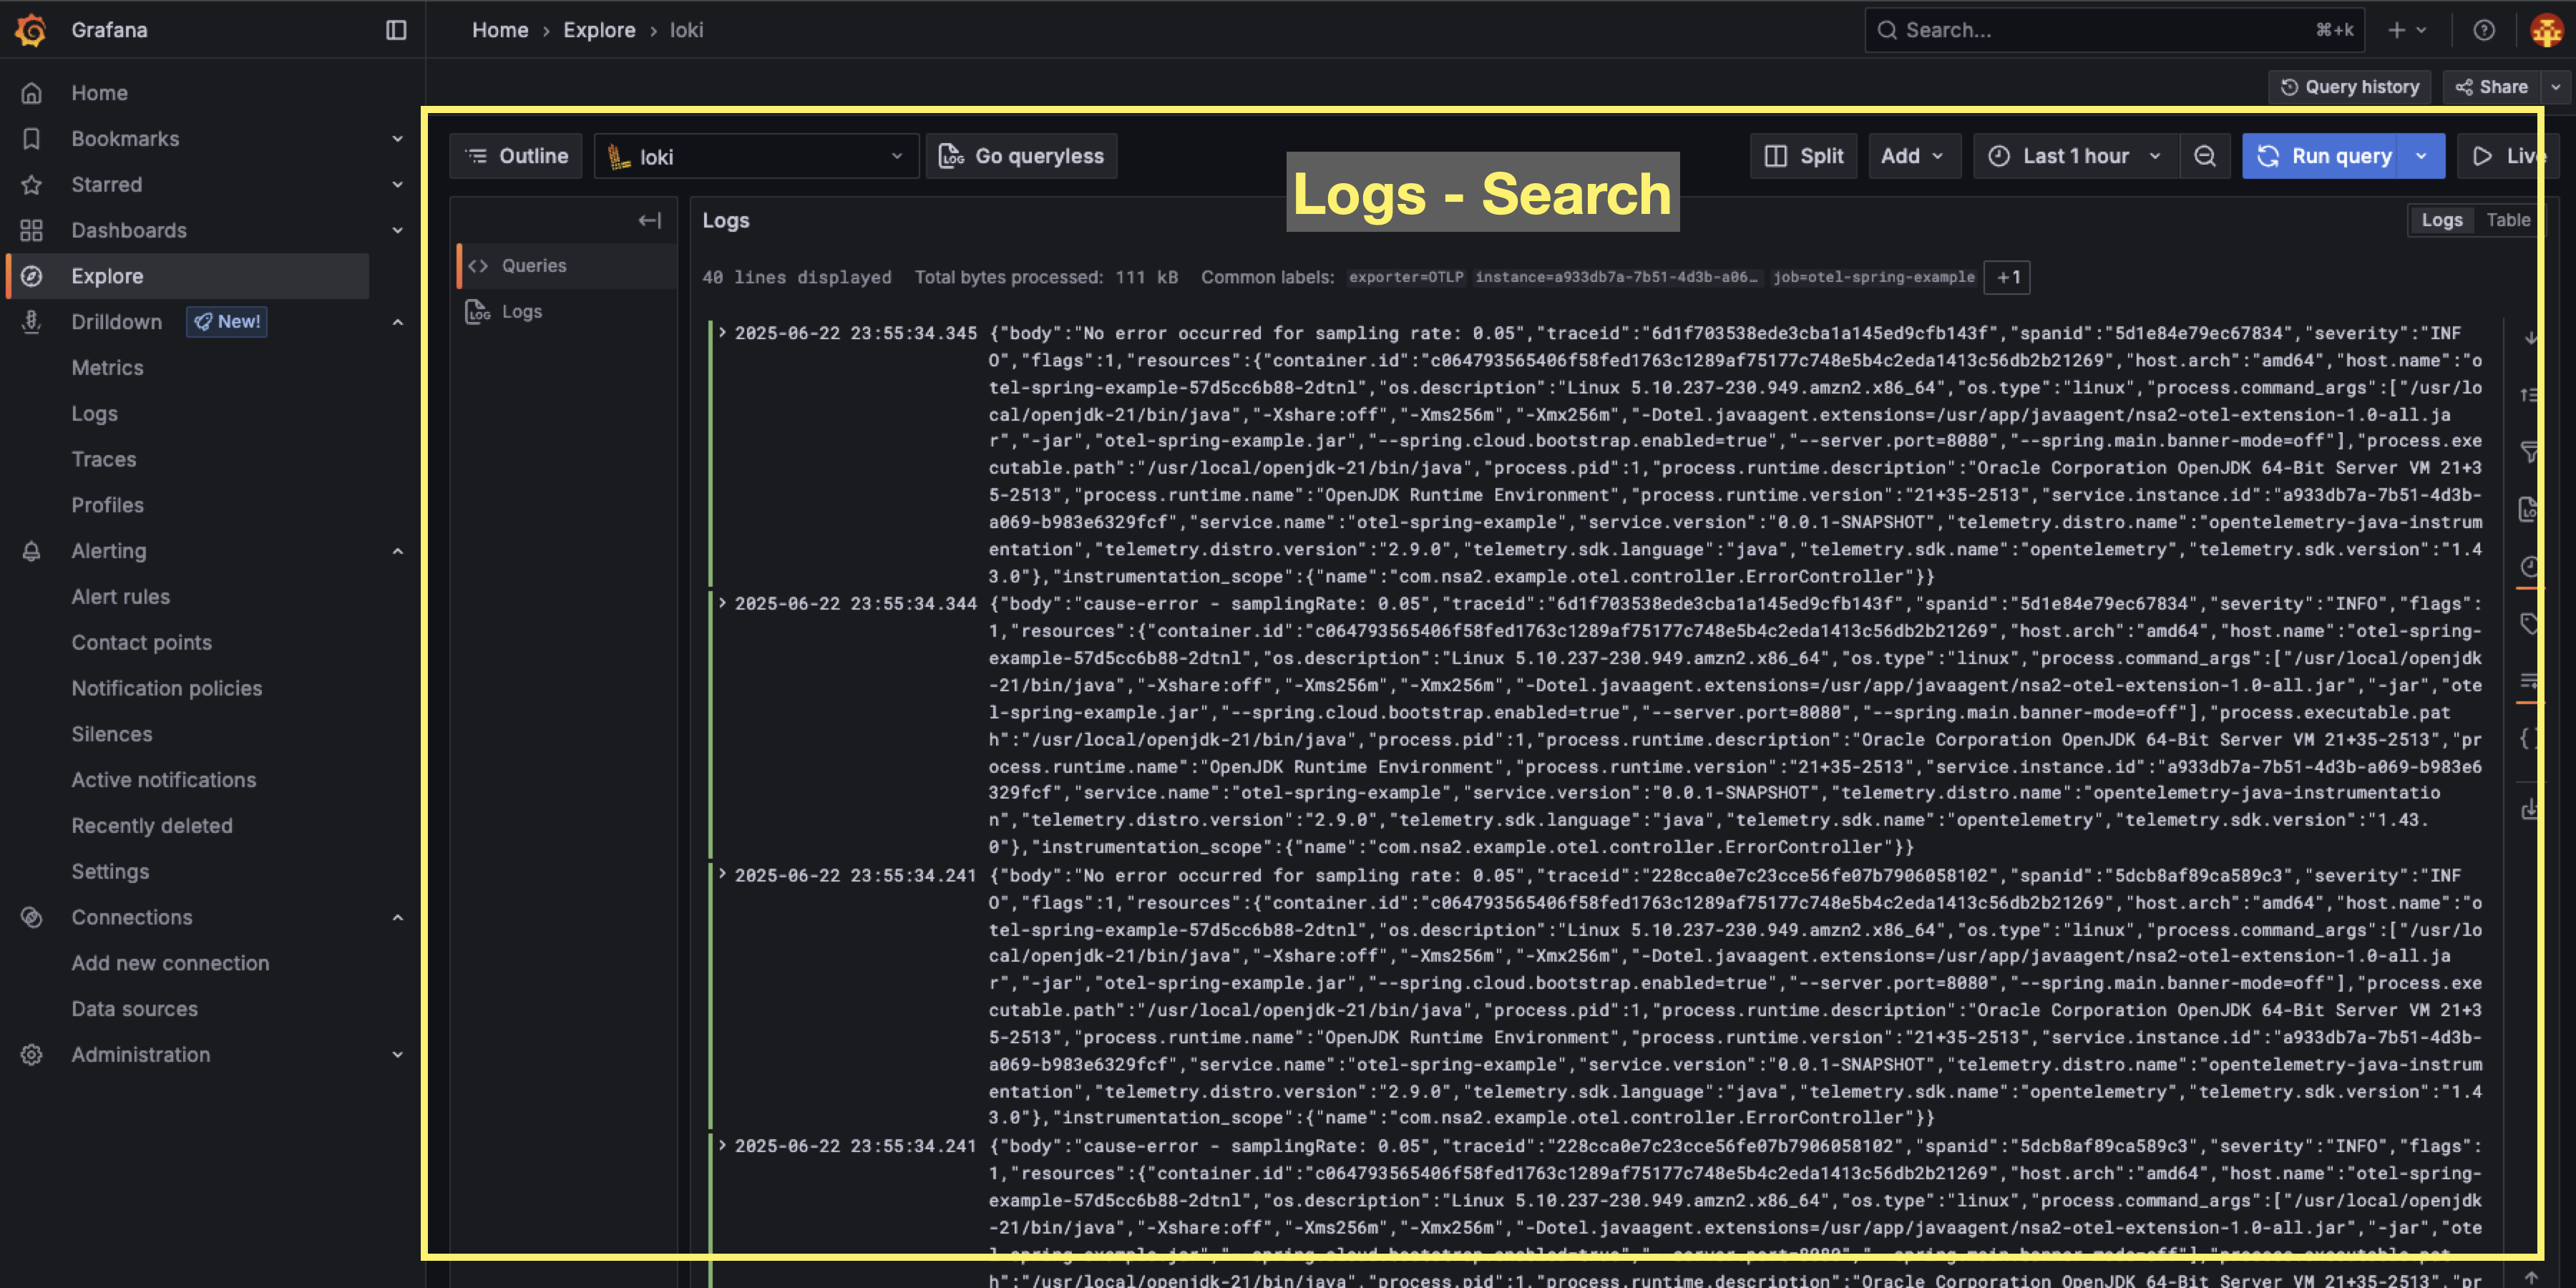 Grafana
Home › Explore › loki
Search...
⌘+k
Query history
Share
Home
Bookmarks
Starred
Dashboards
Explore
Drilldown
New!
Metrics
Logs
Traces
Profiles
Alerting
Alert rules
Contact points
Notification policies
Silences
Active notifications
Recently deleted
Settings
Connections
Add new connection
Data sources
Administration
Outline
loki
Go queryless
Split
Add
Last 1 hour
Run query
Live
Logs - Search
Queries
Logs
Logs
Logs
Table
40 lines displayed Total bytes processed: 111 kB Common labels: exporter=OTLP instance=a933db7a-7b51-4d3b-a06… job=otel-spring-example +1
2025-06-22 23:55:34.345 {"body":"No error occurred for sampling rate: 0.05","traceid":"6d1f703538ede3cba1a145ed9cfb143f","spanid":"5d1e84e79ec67834","severity":"INF
O","flags":1,"resources":{"container.id":"c064793565406f58fed1763c1289af75177c748e5b4c2eda1413c56db2b21269","host.arch":"amd64","host.name":"o
tel-spring-example-57d5cc6b88-2dtnl","os.description":"Linux 5.10.237-230.949.amzn2.x86_64","os.type":"linux","process.command_args":["/usr/lo
cal/openjdk-21/bin/java","-Xshare:off","-Xms256m","-Xmx256m","-Dotel.javaagent.extensions=/usr/app/javaagent/nsa2-otel-extension-1.0-all.ja
r","-jar","otel-spring-example.jar","--spring.cloud.bootstrap.enabled=true","--server.port=8080","--spring.main.banner-mode=off"],"process.exe
cutable.path":"/usr/local/openjdk-21/bin/java","process.pid":1,"process.runtime.description":"Oracle Corporation OpenJDK 64-Bit Server VM 21+3
5-2513","process.runtime.name":"OpenJDK Runtime Environment","process.runtime.version":"21+35-2513","service.instance.id":"a933db7a-7b51-4d3b-
a069-b983e6329fcf","service.name":"otel-spring-example","service.version":"0.0.1-SNAPSHOT","telemetry.distro.name":"opentelemetry-java-instrum
entation","telemetry.distro.version":"2.9.0","telemetry.sdk.language":"java","telemetry.sdk.name":"opentelemetry","telemetry.sdk.version":"1.4
3.0"},"instrumentation_scope":{"name":"com.nsa2.example.otel.controller.ErrorController"}}
2025-06-22 23:55:34.344 {"body":"cause-error - samplingRate: 0.05","traceid":"6d1f703538ede3cba1a145ed9cfb143f","spanid":"5d1e84e79ec67834","severity":"INFO","flags":
1,"resources":{"container.id":"c064793565406f58fed1763c1289af75177c748e5b4c2eda1413c56db2b21269","host.arch":"amd64","host.name":"otel-spring-
example-57d5cc6b88-2dtnl","os.description":"Linux 5.10.237-230.949.amzn2.x86_64","os.type":"linux","process.command_args":["/usr/local/openjdk
-21/bin/java","-Xshare:off","-Xms256m","-Xmx256m","-Dotel.javaagent.extensions=/usr/app/javaagent/nsa2-otel-extension-1.0-all.jar","-jar","ote
l-spring-example.jar","--spring.cloud.bootstrap.enabled=true","--server.port=8080","--spring.main.banner-mode=off"],"process.executable.pat
h":"/usr/local/openjdk-21/bin/java","process.pid":1,"process.runtime.description":"Oracle Corporation OpenJDK 64-Bit Server VM 21+35-2513","pr
ocess.runtime.name":"OpenJDK Runtime Environment","process.runtime.version":"21+35-2513","service.instance.id":"a933db7a-7b51-4d3b-a069-b983e6
329fcf","service.name":"otel-spring-example","service.version":"0.0.1-SNAPSHOT","telemetry.distro.name":"opentelemetry-java-instrumentatio
n","telemetry.distro.version":"2.9.0","telemetry.sdk.language":"java","telemetry.sdk.name":"opentelemetry","telemetry.sdk.version":"1.43.
0"},"instrumentation_scope":{"name":"com.nsa2.example.otel.controller.ErrorController"}}
2025-06-22 23:55:34.241 {"body":"No error occurred for sampling rate: 0.05","traceid":"228cca0e7c23cce56fe07b7906058102","spanid":"5dcb8af89ca589c3","severity":"INF
O","flags":1,"resources":{"container.id":"c064793565406f58fed1763c1289af75177c748e5b4c2eda1413c56db2b21269","host.arch":"amd64","host.name":"o
tel-spring-example-57d5cc6b88-2dtnl","os.description":"Linux 5.10.237-230.949.amzn2.x86_64","os.type":"linux","process.command_args":["/usr/lo
cal/openjdk-21/bin/java","-Xshare:off","-Xms256m","-Xmx256m","-Dotel.javaagent.extensions=/usr/app/javaagent/nsa2-otel-extension-1.0-all.ja
r","-jar","otel-spring-example.jar","--spring.cloud.bootstrap.enabled=true","--server.port=8080","--spring.main.banner-mode=off"],"process.exe
cutable.path":"/usr/local/openjdk-21/bin/java","process.pid":1,"process.runtime.description":"Oracle Corporation OpenJDK 64-Bit Server VM 21+3
5-2513","process.runtime.name":"OpenJDK Runtime Environment","process.runtime.version":"21+35-2513","service.instance.id":"a933db7a-7b51-4d3b-
a069-b983e6329fcf","service.name":"otel-spring-example","service.version":"0.0.1-SNAPSHOT","telemetry.distro.name":"opentelemetry-java-instrum
entation","telemetry.distro.version":"2.9.0","telemetry.sdk.language":"java","telemetry.sdk.name":"opentelemetry","telemetry.sdk.version":"1.4
3.0"},"instrumentation_scope":{"name":"com.nsa2.example.otel.controller.ErrorController"}}
2025-06-22 23:55:34.241 {"body":"cause-error - samplingRate: 0.05","traceid":"228cca0e7c23cce56fe07b7906058102","spanid":"5dcb8af89ca589c3","severity":"INFO","flags":
1,"resources":{"container.id":"c064793565406f58fed1763c1289af75177c748e5b4c2eda1413c56db2b21269","host.arch":"amd64","host.name":"otel-spring-
example-57d5cc6b88-2dtnl","os.description":"Linux 5.10.237-230.949.amzn2.x86_64","os.type":"linux","process.command_args":["/usr/local/openjdk
-21/bin/java","-Xshare:off","-Xms256m","-Xmx256m","-Dotel.javaagent.extensions=/usr/app/javaagent/nsa2-otel-extension-1.0-all.jar","-jar","ote
h":"/usr/local/openjdk-21/bin/java","process.pid":1,"process.runtime.description":"Oracle Corporation OpenJDK 64-Bit Server VM 21+35-2513","pr